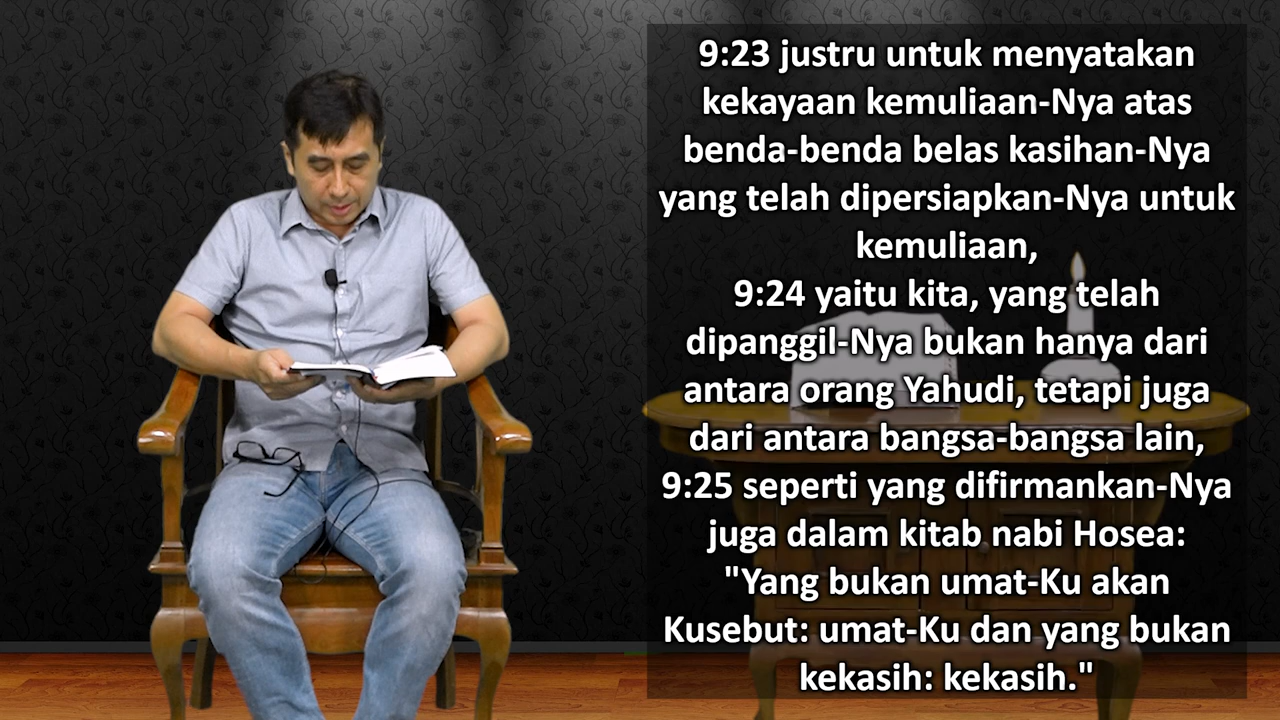 9:23 justru untuk menyatakan
kekayaan kemuliaan-Nya atas
benda-benda belas kasihan-Nya
yang telah dipersiapkan-Nya untuk
kemuliaan,
9:24 yaitu kita, yang telah
dipanggil-Nya bukan hanya dari
antara orang Yahudi, tetapi juga
dari antara bangsa-bangsa lain,
9:25 seperti yang difirmankan-Nya
juga dalam kitab nabi Hosea:
"Yang bukan umat-Ku akan
Kusebut: umat-Ku dan yang bukan
kekasih: kekasih."